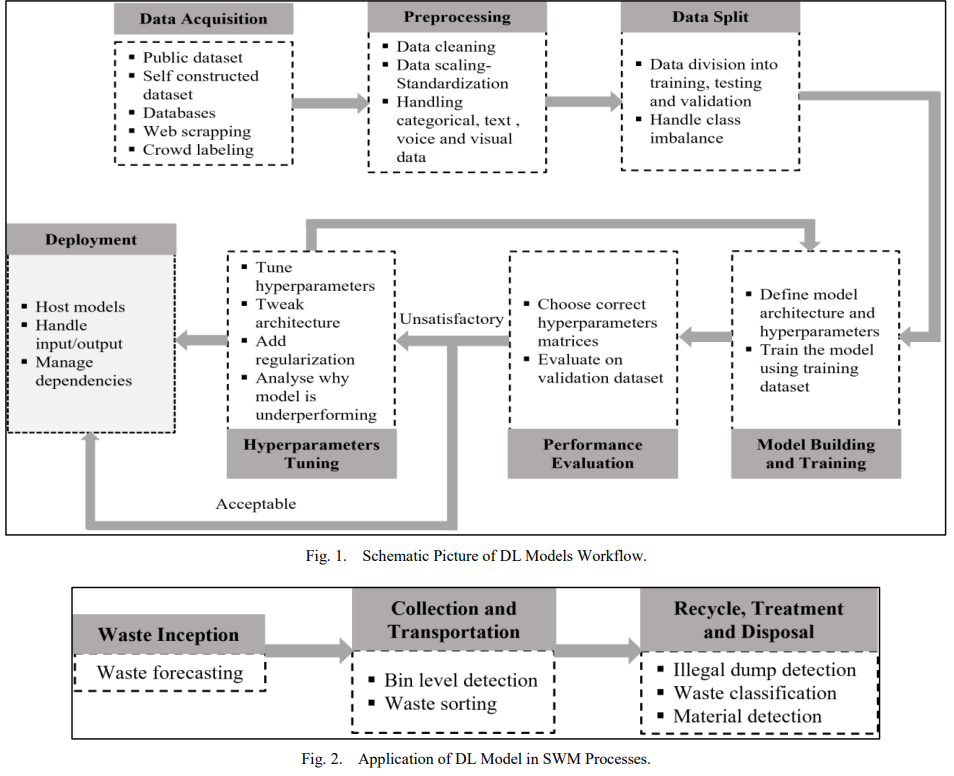 Data Acquisition
▪ Public dataset
▪ Self constructed
dataset
▪ Databases
▪ Web scrapping
▪ Crowd labeling
Preprocessing
▪ Data cleaning
▪ Data scaling-
Standardization
▪ Handling
categorical, text ,
voice and visual
data
Data Split
▪ Data division into
training, testing
and validation
▪ Handle class
imbalance
Deployment
▪ Host models
▪ Handle
input/output
▪ Manage
dependencies
▪ Tune
hyperparameters
▪ Tweak
architecture
▪ Add
regularization
▪ Analyse why
model is
underperforming
Hyperparameters
Tuning
Unsatisfactory
Acceptable
▪ Choose correct
hyperparameters
matrices
▪ Evaluate on
validation dataset
Performance
Evaluation
▪ Define model
architecture and
hyperparameters
▪ Train the model
using training
dataset
Model Building
and Training
Fig. 1. Schematic Picture of DL Models Workflow.
Waste Inception
Waste forecasting
Collection and
Transportation
▪ Bin level detection
▪ Waste sorting
Recycle, Treatment
and Disposal
▪ Illegal dump detection
▪ Waste classification
▪ Material detection
Fig. 2. Application of DL Model in SWM Processes.